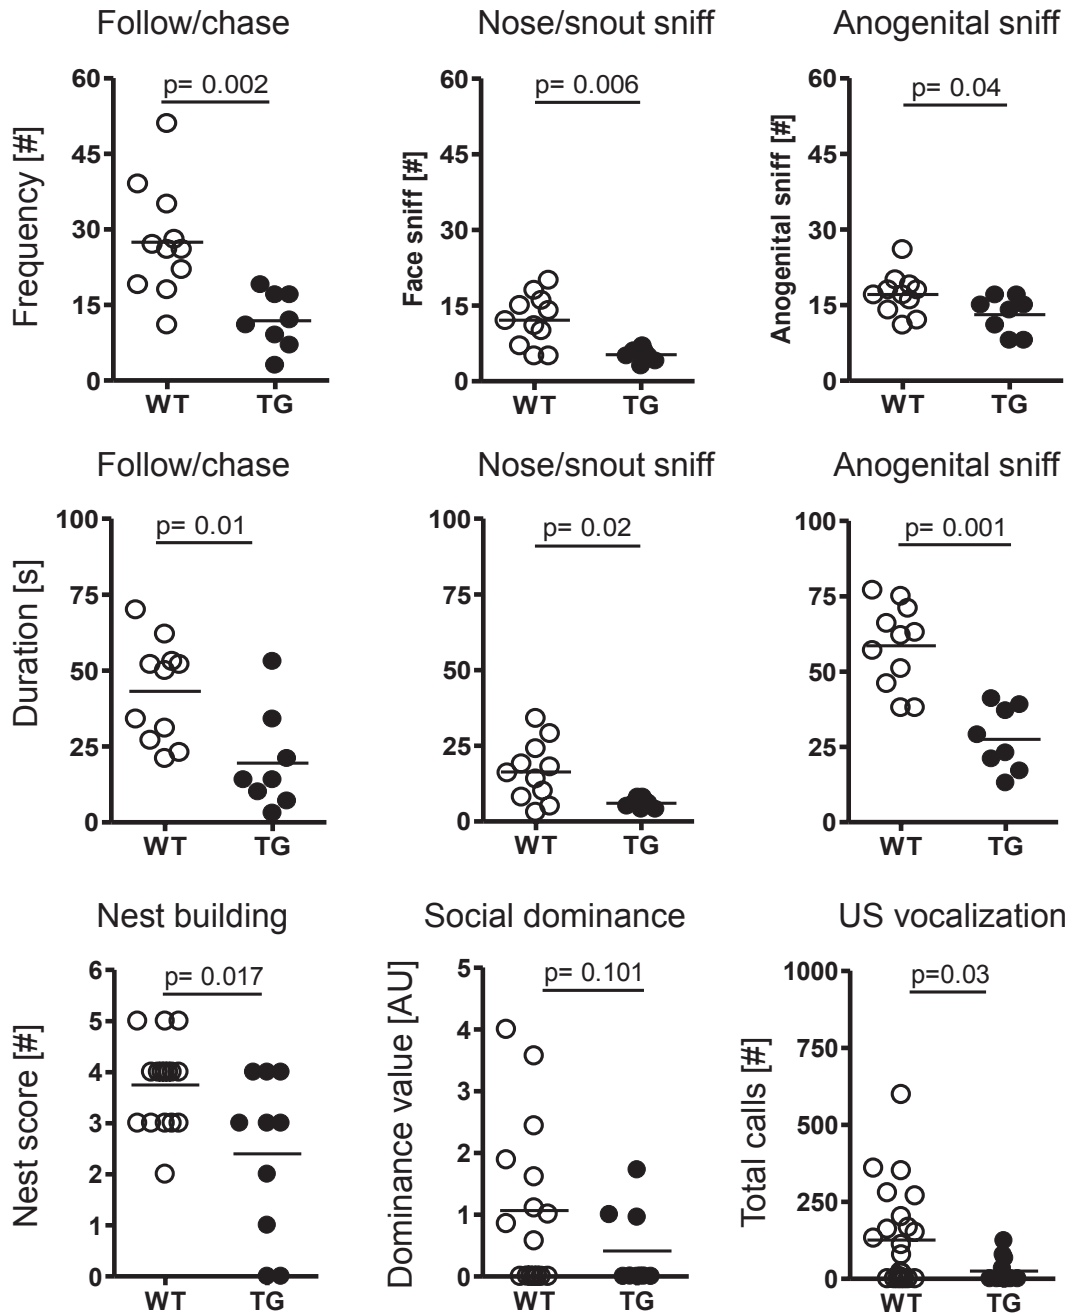 Follow/chase
Nose/snout sniff
Anogenital sniff
Frequency [#]
60
45
30
15
0
p= 0.002
WT
TG
Face sniff [#]
60
45
30
15
0
p= 0.006
WT
TG
Anogenital sniff [#]
60
45
30
15
0
p= 0.04
WT
TG
Follow/chase
Nose/snout sniff
Anogenital sniff
Duration [s]
100
75
50
25
0
p= 0.01
WT
TG
100
75
50
25
0
p= 0.02
WT
TG
100
75
50
25
0
p= 0.001
WT
TG
Nest building
Social dominance
US vocalization
Nest score [#]
6
5
4
3
2
1
0
p= 0.017
WT
TG
Dominance value [AU]
5
4
3
2
1
0
p= 0.101
WT
TG
Total calls [#]
1000
750
500
250
0
p=0.03
WT
TG